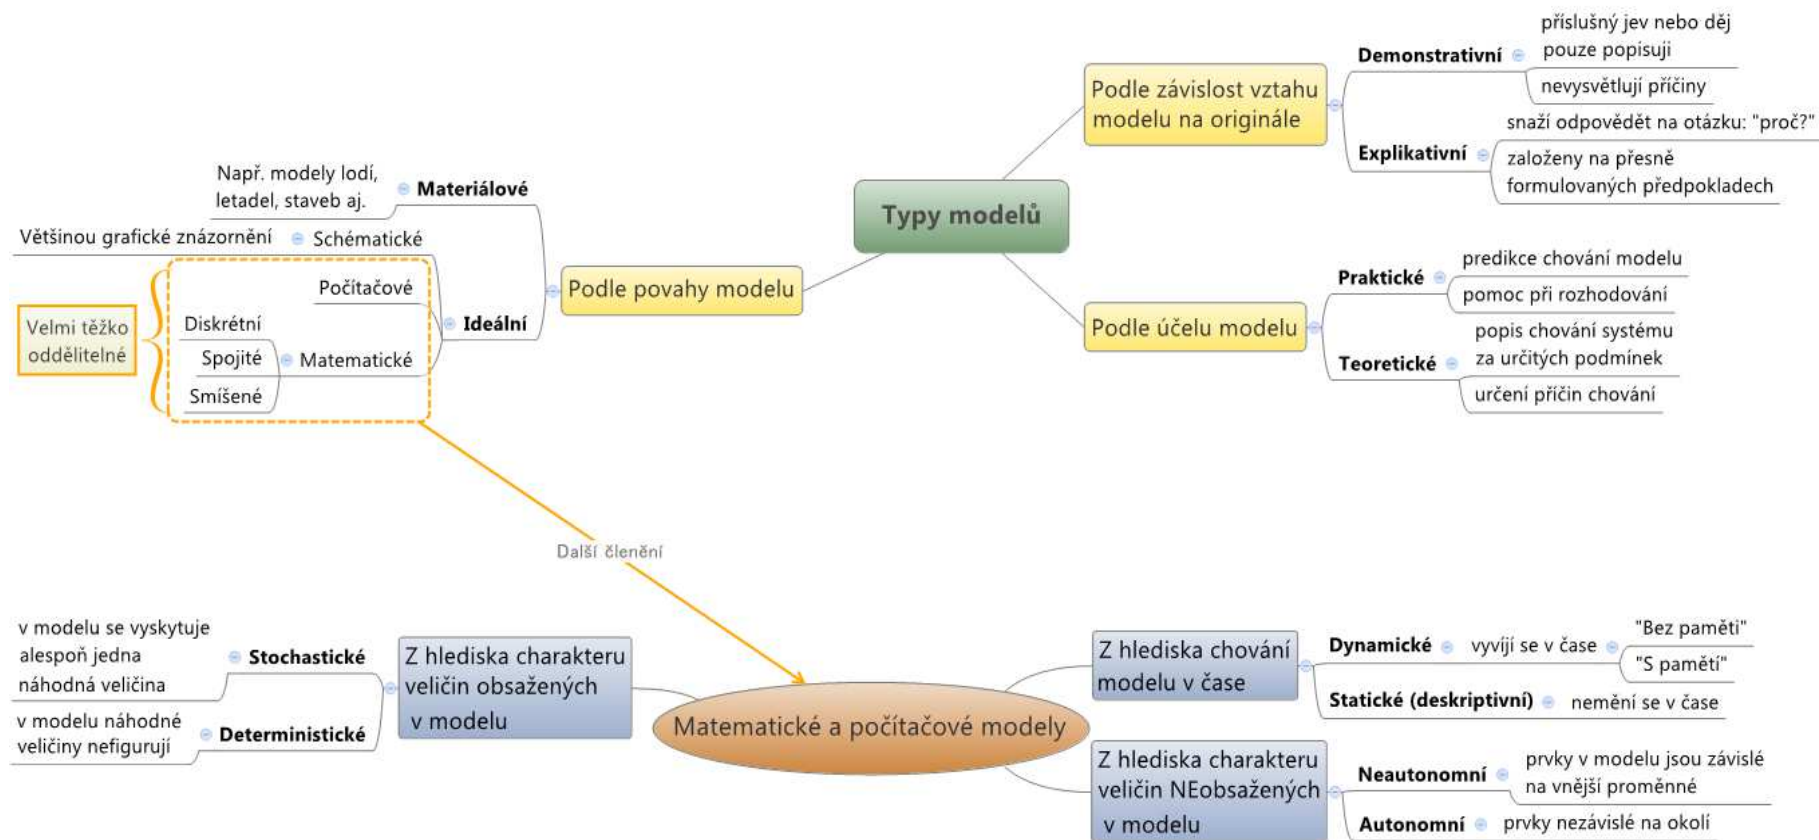 Typy modelů
Podle závislost vztahu
modelu na originále
Demonstrativní
příslušný jev nebo děj
pouze popisuji
nevysvětlují příčiny
Explikativní
snaží odpovědět na otázku: "proč?"
založeny na přesně
formulovaných předpokladech
Podle účelu modelu
Praktické
predikce chování modelu
pomoc při rozhodování
Teoretické
popis chování systému
za určitých podmínek
určení příčin chování
Podle povahy modelu
Materiálové
Např. modely lodí,
letadel, staveb aj.
Ideální
Schématické
Většinou grafické znázornění
Počítačové
Matematické
Diskrétní
Spojité
Smíšené
Velmi těžko
oddělitelné
Další členění
Matematické a počítačové modely
Z hlediska charakteru
veličin obsažených
v modelu
Stochastické
v modelu se vyskytuje
alespoň jedna
náhodná veličina
Deterministické
v modelu náhodné
veličiny nefigurují
Z hlediska chování
modelu v čase
Dynamické
vyvíjí se v čase
"Bez paměti"
"S pamětí"
Statické (deskriptivní)
nemění se v čase
Z hlediska charakteru
veličin NEobsažených
v modelu
Neautonomní
prvky v modelu jsou závislé
na vnější proměnné
Autonomní
prvky nezávislé na okolí